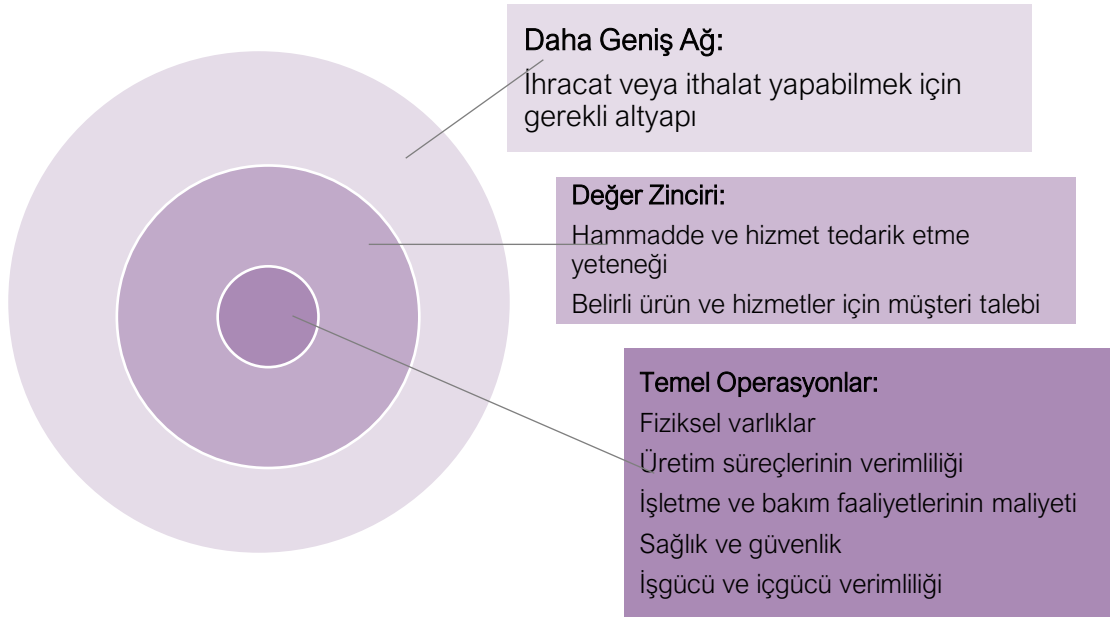 Daha Geniş Ağ:
İhracat veya ithalat yapabilmek için
gerekli altyapı
Değer Zinciri:
Hammadde ve hizmet tedarik etme
yeteneği
Belirli ürün ve hizmetler için müşteri talebi
Temel Operasyonlar:
Fiziksel varlıklar
Üretim süreçlerinin verimliliği
İşletme ve bakım faaliyetlerinin maliyeti
Sağlık ve güvenlik
İşgücü ve içgücü verimliliği